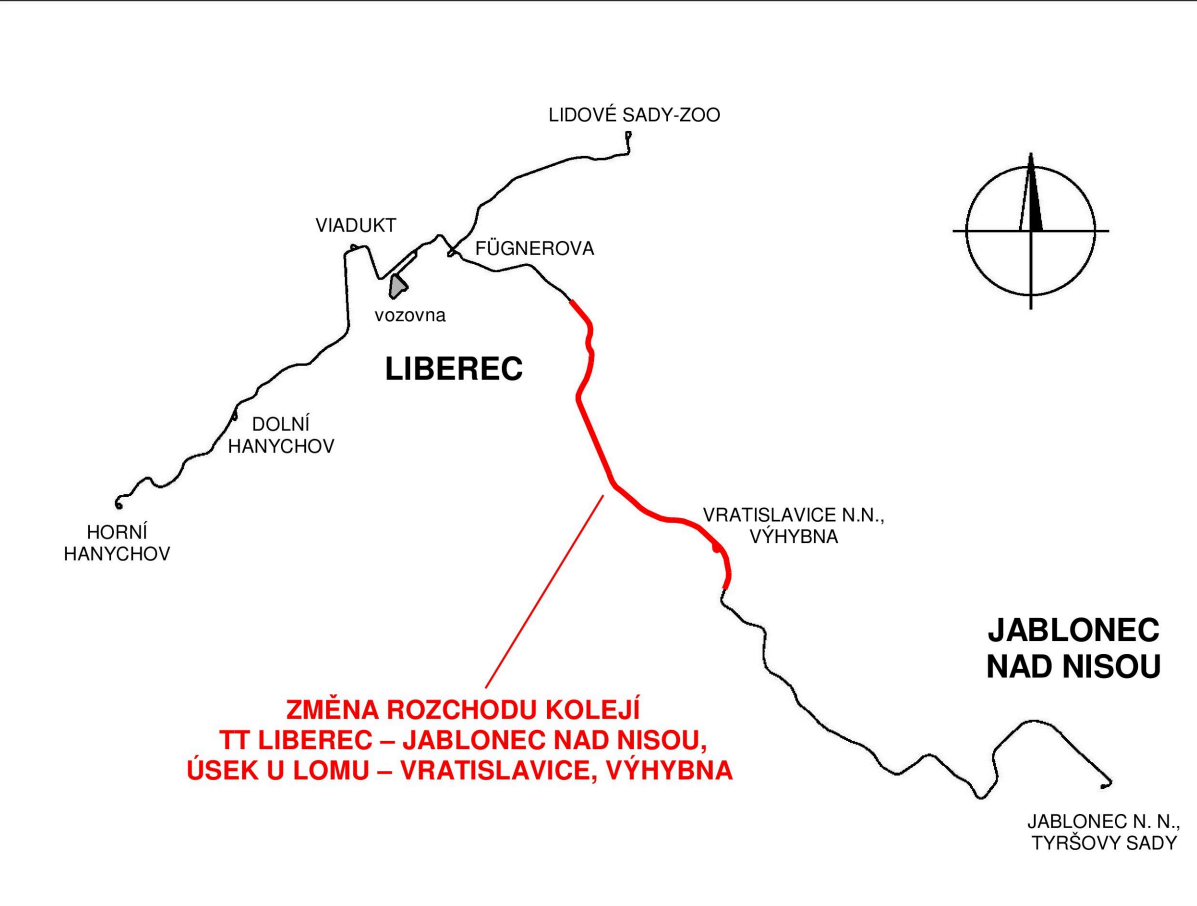 LIDOVÉ SADY-ZOO
VIADUKT
FÜGNEROVA
vozovna
LIBEREC
DOLNÍ
HANYCHOV
HORNÍ
HANYCHOV
VRATISLAVICE N.N.,
VÝHYBNA
JABLONEC
NAD NISOU
ZMĚNA ROZCHODU KOLEJÍ
TT LIBEREC – JABLONEC NAD NISOU,
ÚSEK U LOMU – VRATISLAVICE, VÝHYBNA
JABLONEC N. N.,
TYRŠOVY SADY